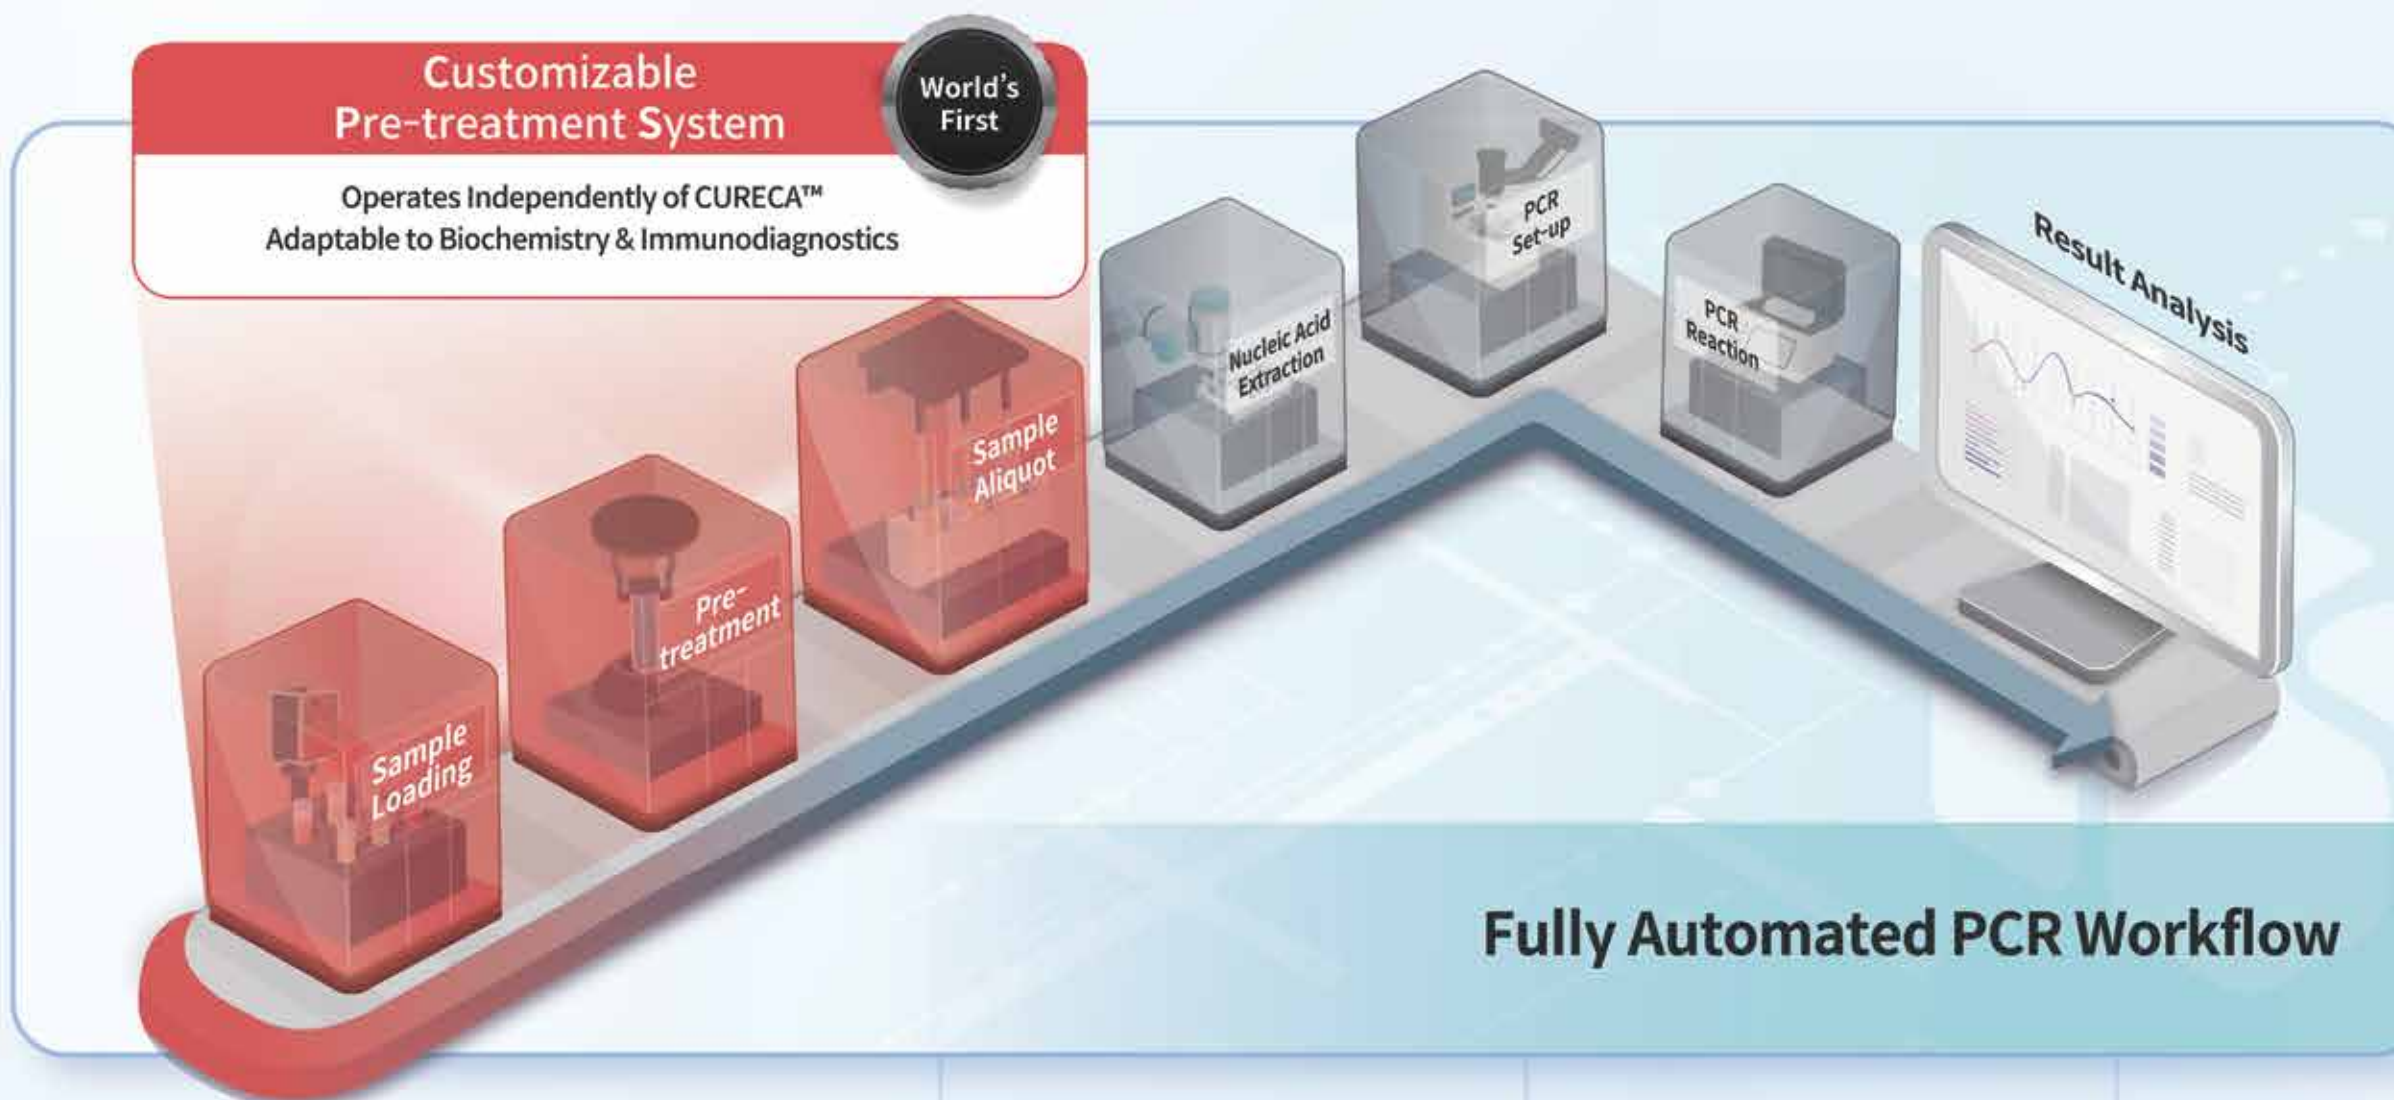 Customizable
Pre-treatment System
World's
First
Operates Independently of CURECA™
Adaptable to Biochemistry & Immunodiagnostics
Sample
Loading
Pre-
treatment
Sample
Aliquot
Nucleic Acid
Extraction
PCR
Set-up
PCR
Reaction
Result Analysis
Fully Automated PCR Workflow